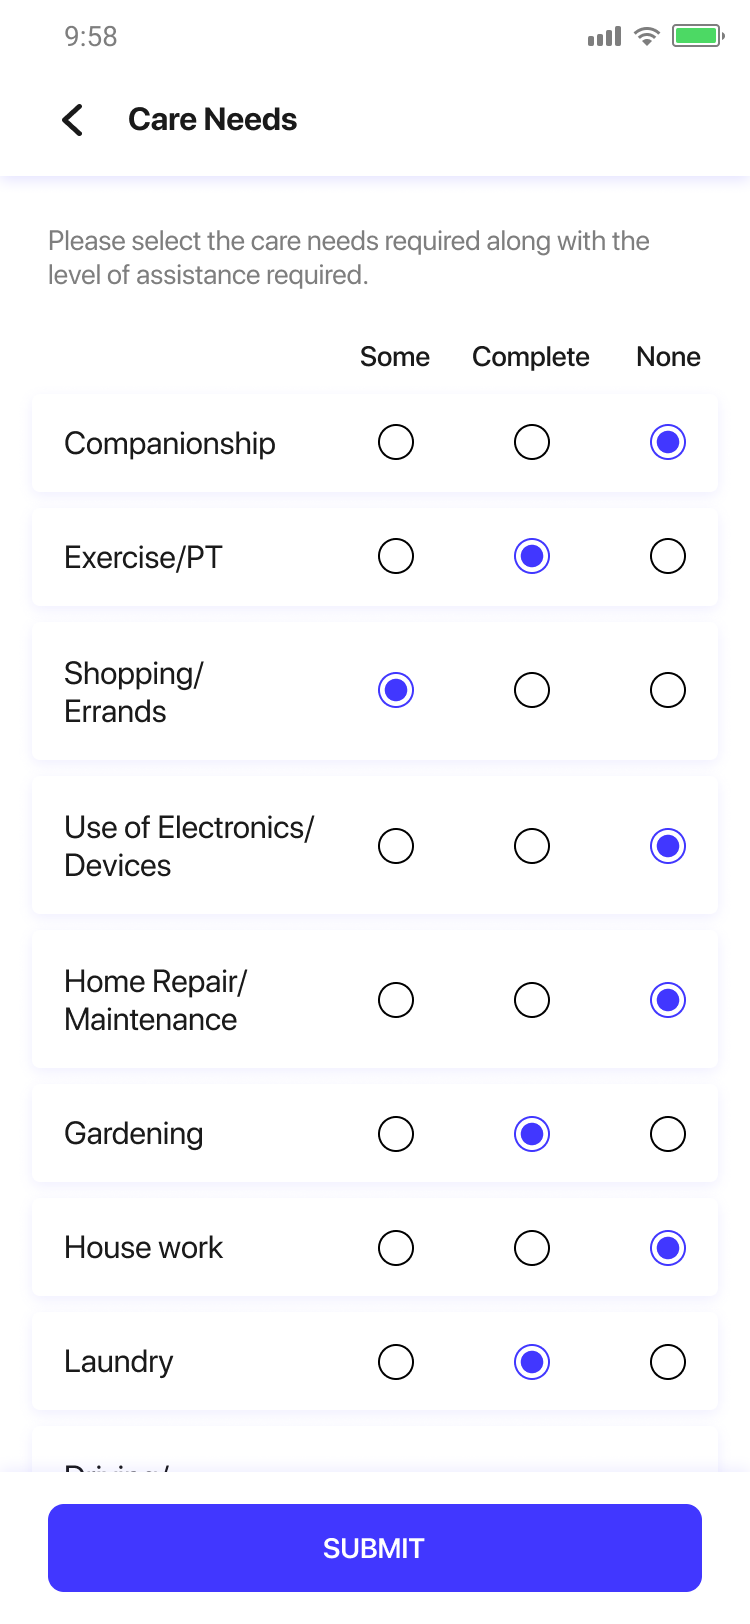 9:58
Care Needs
Please select the care needs required along with the
level of assistance required.
Some Complete None
Companionship
Exercise/PT
Shopping/
Errands
Use of Electronics/
Devices
Home Repair/
Maintenance
Gardening
House work
Laundry
Driving/
SUBMIT